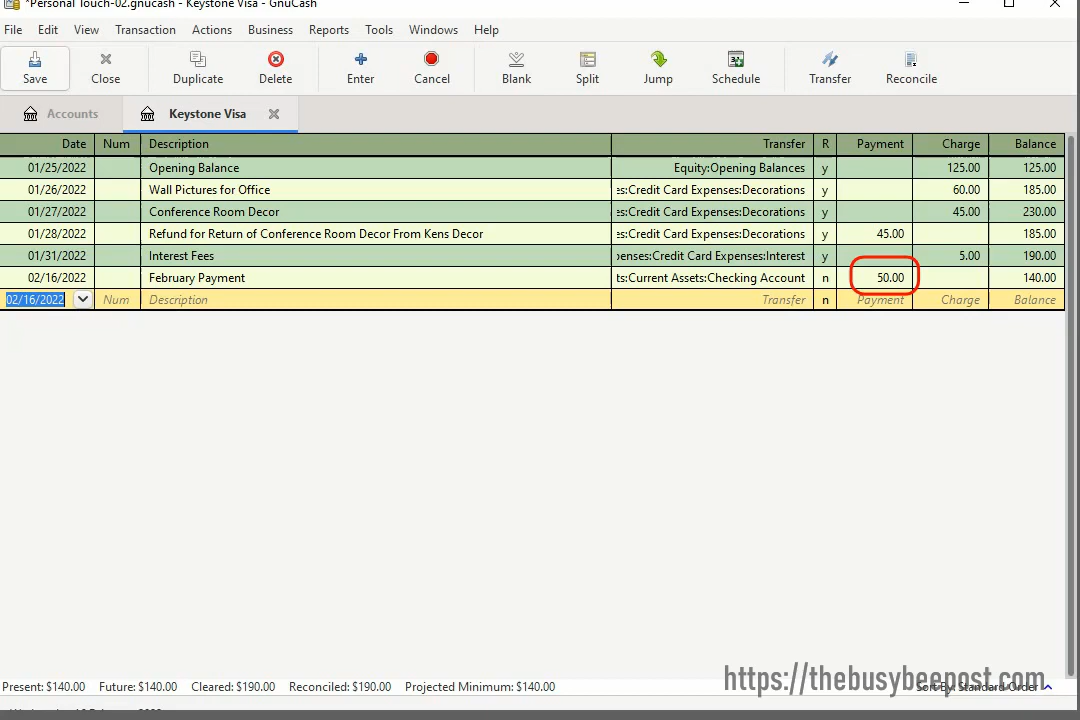 *Personal Touch-02.gnucash - Keystone Visa - GnuCash
File Edit View Transaction Actions Business Reports Tools Windows Help
Save Close Duplicate Delete Enter Cancel Blank Split Jump Schedule Transfer Reconcile
Accounts Keystone Visa
Date Num Description Transfer R Payment Charge Balance
01/25/2022 Opening Balance Equity:Opening Balances y 125.00 125.00
01/26/2022 Wall Pictures for Office es:Credit Card Expenses:Decorations y 60.00 185.00
01/27/2022 Conference Room Decor es:Credit Card Expenses:Decorations y 45.00 230.00
01/28/2022 Refund for Return of Conference Room Decor From Kens Decor es:Credit Card Expenses:Decorations y 45.00 185.00
01/31/2022 Interest Fees penses:Credit Card Expenses:Interest y 5.00 190.00
02/16/2022 February Payment ts:Current Assets:Checking Account n 50.00 140.00
02/16/2022 Num Description Transfer n Payment Charge Balance
Present: $140.00 Future: $140.00 Cleared: $190.00 Reconciled: $190.00 Projected Minimum: $140.00 Sort By: Standard Order
https://thebusybeepost.com